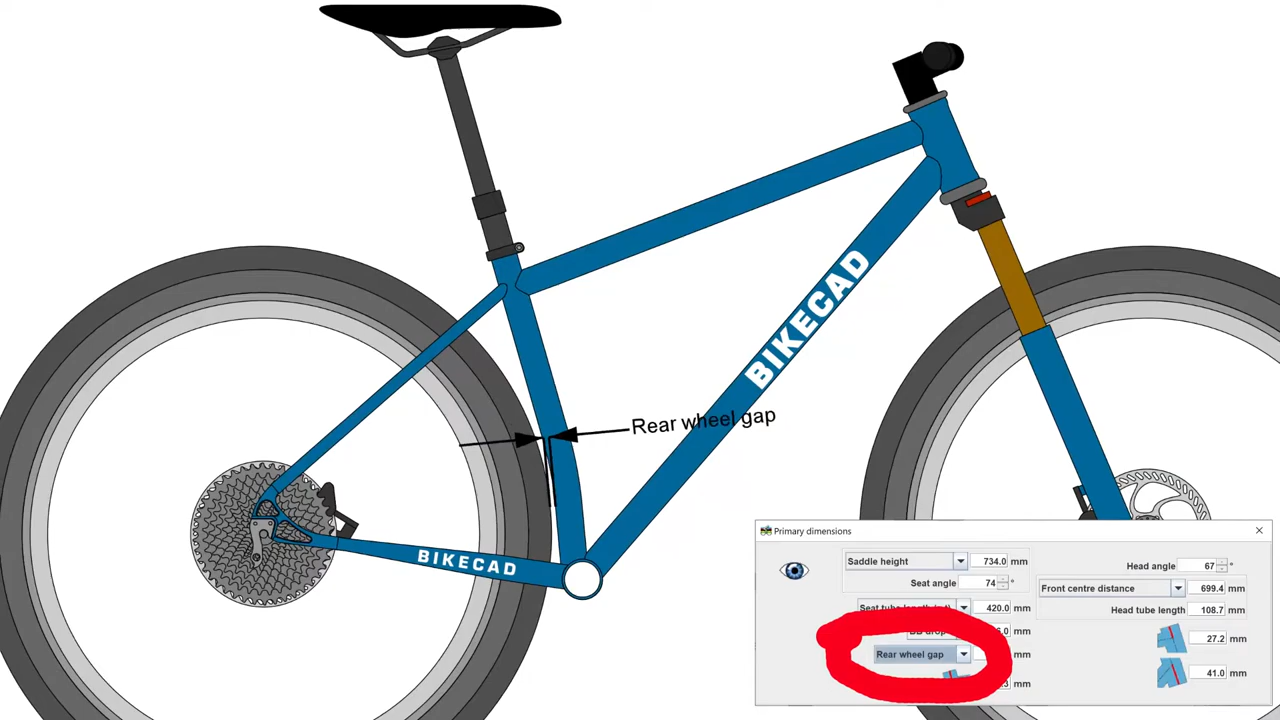 BIKECAD
Rear wheel gap
BIKECAD
Primary dimensions
Saddle height 734.0 mm
Seat angle 74 °
420.0 mm
mm
Rear wheel gap mm
mm
Head angle 67 °
Front centre distance 699.4 mm
Head tube length 108.7 mm
27.2 mm
41.0 mm